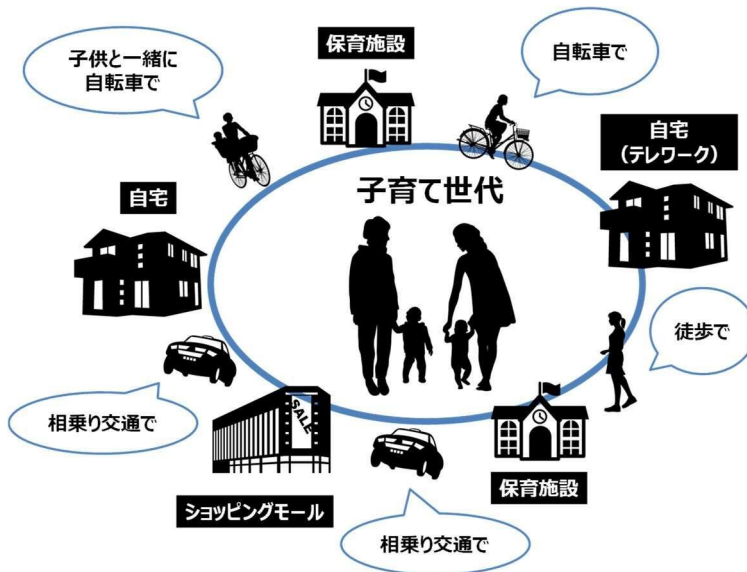 子供と一緒に
自転車で
保育施設
自転車で
自宅
(テレワーク)
子育て世代
自宅
徒歩で
相乗り交通で
SALE
保育施設
ショッピングモール
相乗り交通で